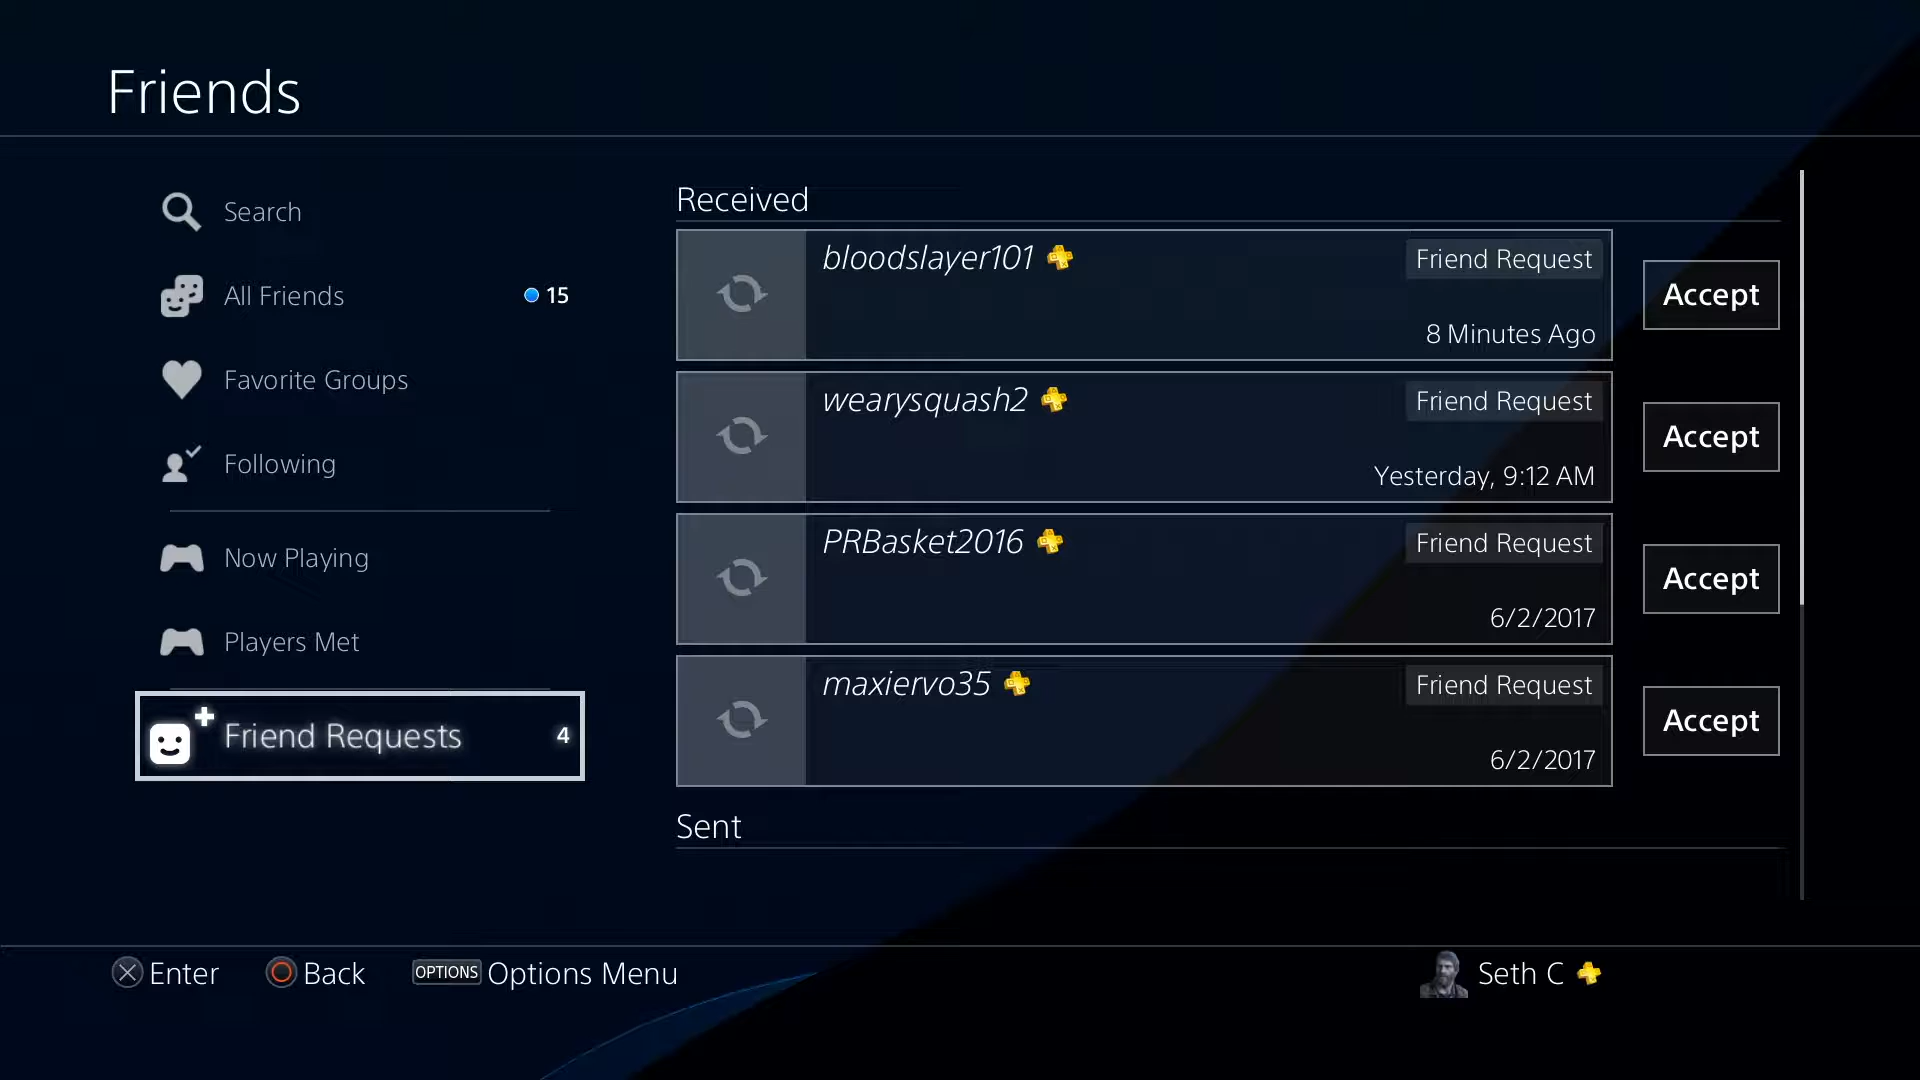 Friends
Search
All Friends 15
Favorite Groups
Following
Now Playing
Players Met
Friend Requests 4
Received
bloodslayer101 Friend Request
8 Minutes Ago
Accept
wearysquash2 Friend Request
Yesterday, 9:12 AM
Accept
PRBasket2016 Friend Request
6/2/2017
Accept
maxiervo35 Friend Request
6/2/2017
Accept
Sent
Enter Back OPTIONS Options Menu Seth C